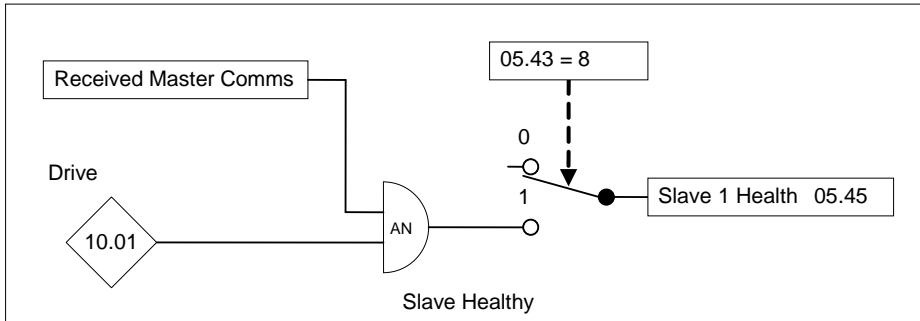 05.43 = 8
Received Master Comms
0
Drive
1
Slave 1 Health 05.45
AN
10.01
Slave Healthy